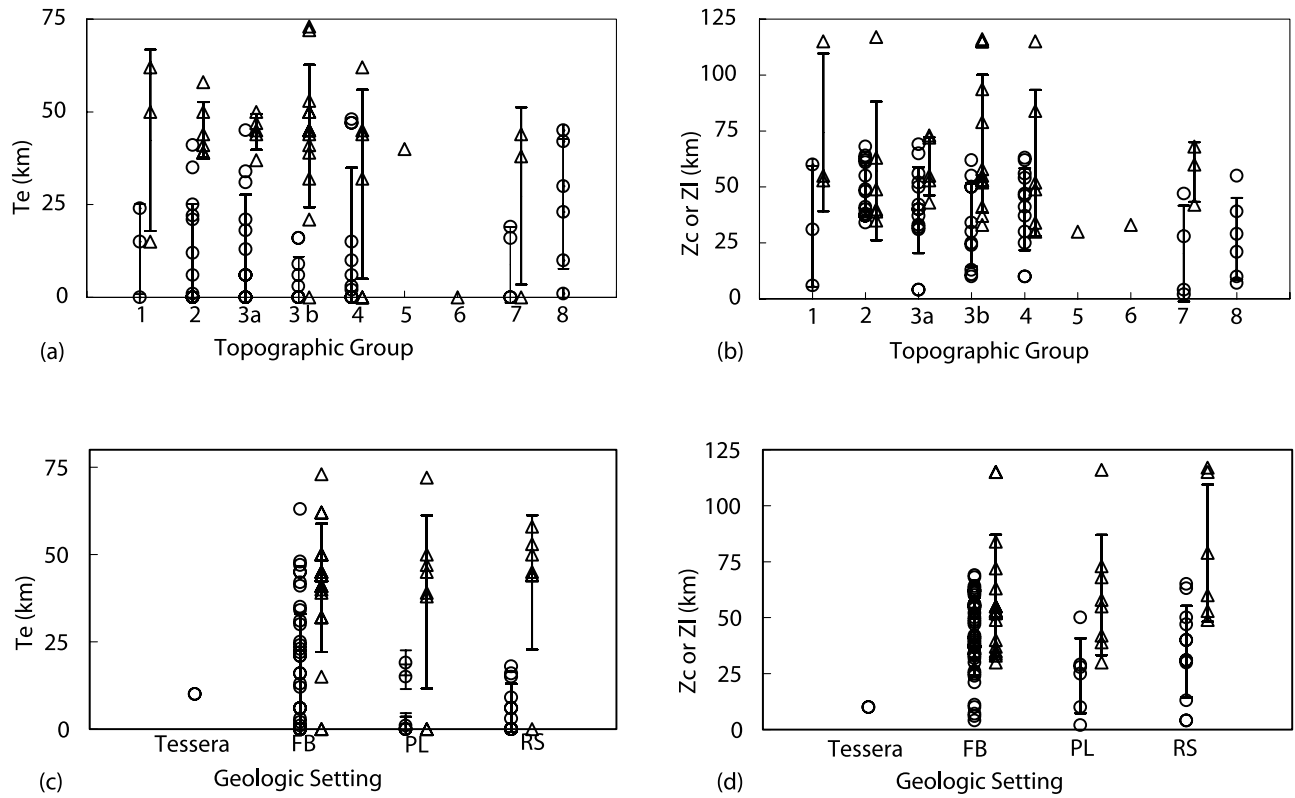 75
50
25
0
Te (km)
1 2 3a 3b 4 5 6 7 8
(a)
Topographic Group
125
100
75
50
25
0
Zc or Zl (km)
1 2 3a 3b 4 5 6 7 8
(b)
Topographic Group
75
50
25
0
Te (km)
Tessera FB PL RS
(c)
Geologic Setting
125
100
75
50
25
0
Zc or Zl (km)
Tessera FB PL RS
(d)
Geologic Setting